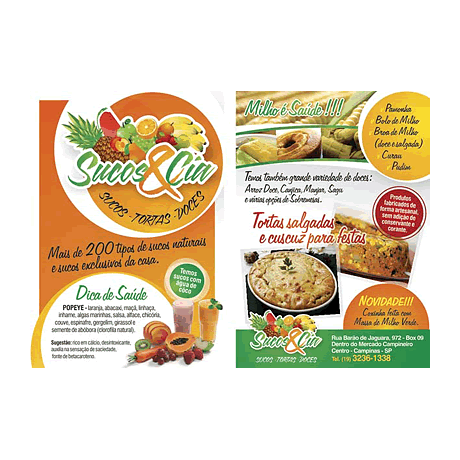 Sucos&Cia
SUCOS·TORTAS·DOCES
Mais de 200 tipos de sucos naturais
e sucos exclusivos da casa.
Temos
sucos com
água de
côco
Dica de Saúde
POPEYE - laranja, abacaxi, maçã, linhaça,
inhame, algas marinhas, salsa, alface, chicória,
couve, espinafre, gergelim, girassol e
semente de abóbora (clorofila natural).
Sugestão: rico em cálcio, desintoxicante,
auxilia na sensação de saciedade,
fonte de betacaroteno.
Milho é Saúde !!!
Pamonha
Bolo de Milho
Broa de Milho
(doce e salgada)
Curau
Pudim
Temos também grande variedade de doces:
Arroz Doce, Canjica, Manjar, Sagu
e várias opções de Sobremesas.
Produtos
fabricados de
forma artesanal,
sem adição de
conservante e
corante.
Tortas salgadas
e cuscuz para festas
NOVIDADE!!!
Coxinha feita com
Massa de Milho Verde.
Sucos&Cia
SUCOS TORTAS DOCES
Rua Barão de Jaguara, 972 - Box 09
Dentro do Mercado Campineiro
Centro - Campinas - SP
Tel. (19) 3236-1338